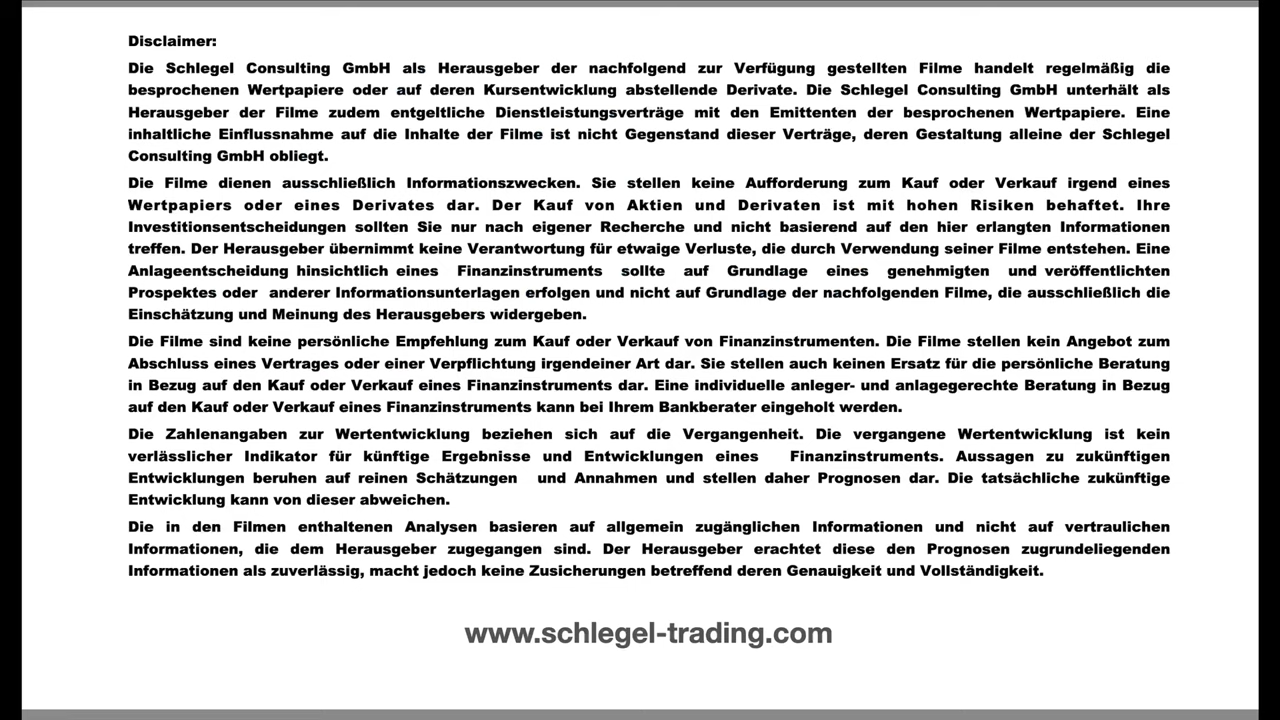 Disclaimer:
Die Schlegel Consulting GmbH als Herausgeber der nachfolgend zur Verfügung gestellten Filme handelt regelmäßig die
besprochenen Wertpapiere oder auf deren Kursentwicklung abstellende Derivate. Die Schlegel Consulting GmbH unterhält als
Herausgeber der Filme zudem entgeltliche Dienstleistungsverträge mit den Emittenten der besprochenen Wertpapiere. Eine
inhaltliche Einflussnahme auf die Inhalte der Filme ist nicht Gegenstand dieser Verträge, deren Gestaltung alleine der Schlegel
Consulting GmbH obliegt.
Die Filme dienen ausschließlich Informationszwecken. Sie stellen keine Aufforderung zum Kauf oder Verkauf irgend eines
Wertpapiers oder eines Derivates dar. Der Kauf von Aktien und Derivaten ist mit hohen Risiken behaftet. Ihre
Investitionsentscheidungen sollten Sie nur nach eigener Recherche und nicht basierend auf den hier erlangten Informationen
treffen. Der Herausgeber übernimmt keine Verantwortung für etwaige Verluste, die durch Verwendung seiner Filme entstehen. Eine
Anlageentscheidung hinsichtlich eines Finanzinstruments sollte auf Grundlage eines genehmigten und veröffentlichten
Prospektes oder anderer Informationsunterlagen erfolgen und nicht auf Grundlage der nachfolgenden Filme, die ausschließlich die
Einschätzung und Meinung des Herausgebers widergeben.
Die Filme sind keine persönliche Empfehlung zum Kauf oder Verkauf von Finanzinstrumenten. Die Filme stellen kein Angebot zum
Abschluss eines Vertrages oder einer Verpflichtung irgendeiner Art dar. Sie stellen auch keinen Ersatz für die persönliche Beratung
in Bezug auf den Kauf oder Verkauf eines Finanzinstruments dar. Eine individuelle anleger- und anlagegerechte Beratung in Bezug
auf den Kauf oder Verkauf eines Finanzinstruments kann bei Ihrem Bankberater eingeholt werden.
Die Zahlenangaben zur Wertentwicklung beziehen sich auf die Vergangenheit. Die vergangene Wertentwicklung ist kein
verlässlicher Indikator für künftige Ergebnisse und Entwicklungen eines Finanzinstruments. Aussagen zu zukünftigen
Entwicklungen beruhen auf reinen Schätzungen und Annahmen und stellen daher Prognosen dar. Die tatsächliche zukünftige
Entwicklung kann von dieser abweichen.
Die in den Filmen enthaltenen Analysen basieren auf allgemein zugänglichen Informationen und nicht auf vertraulichen
Informationen, die dem Herausgeber zugegangen sind. Der Herausgeber erachtet diese den Prognosen zugrundeliegenden
Informationen als zuverlässig, macht jedoch keine Zusicherungen betreffend deren Genauigkeit und Vollständigkeit.
www.schlegel-trading.com